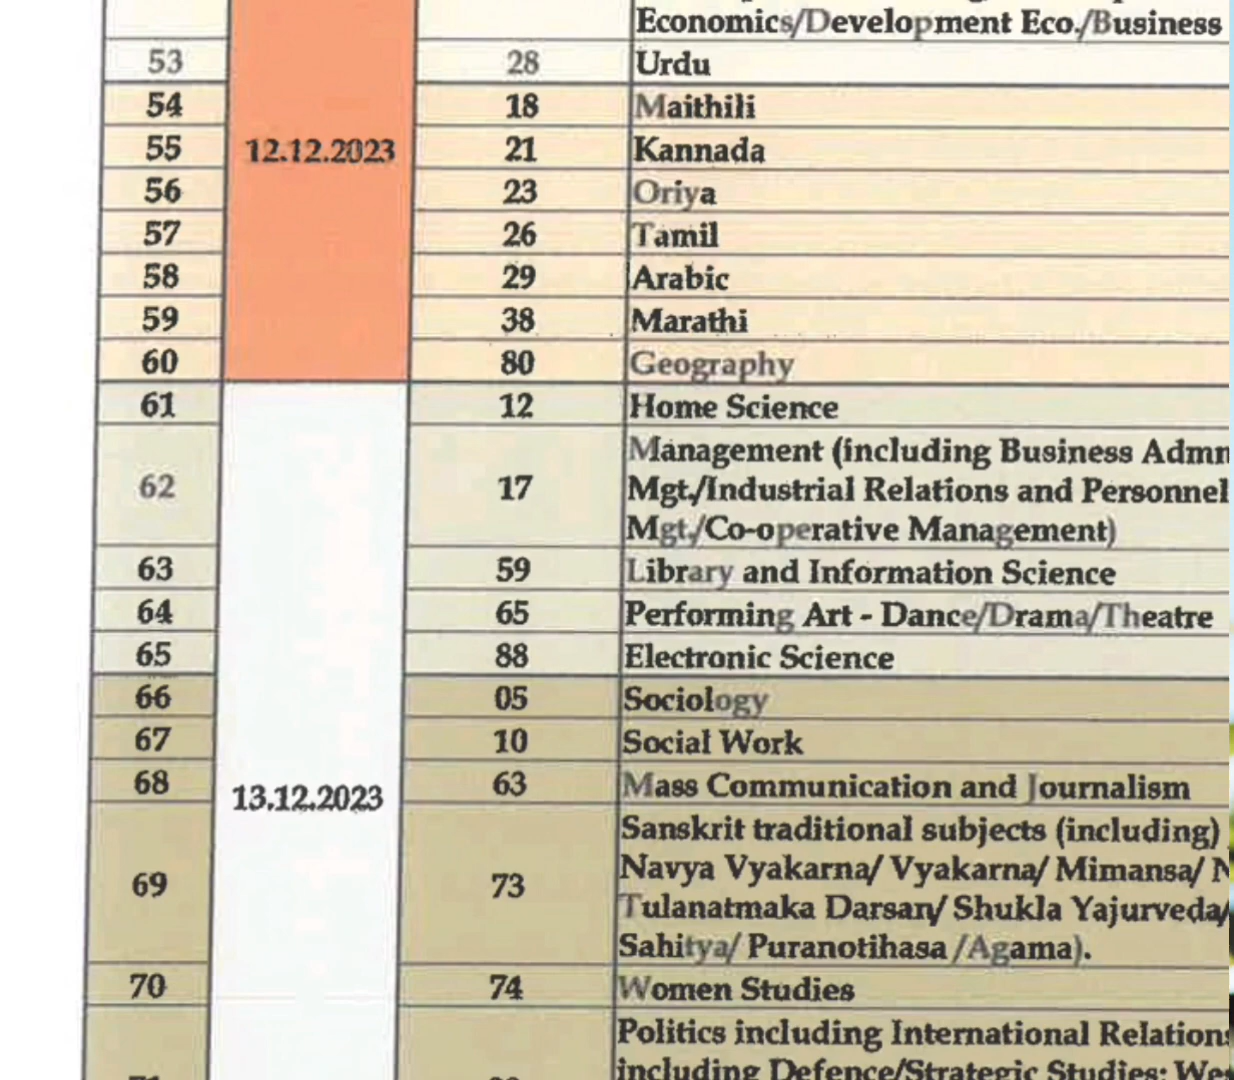 Economics/Development Eco./Business
53 28 Urdu
54 18 Maithili
55 12.12.2023 21 Kannada
56 23 Oriya
57 26 Tamil
58 29 Arabic
59 38 Marathi
60 80 Geography
61 12 Home Science
Management (including Business Admn
62 17 Mgt./Industrial Relations and Personnel
Mgt./Co-operative Management)
63 59 Library and Information Science
64 65 Performing Art - Dance/Drama/Theatre
65 88 Electronic Science
66 05 Sociology
67 10 Social Work
68 63 Mass Communication and Journalism
13.12.2023
Sanskrit traditional subjects (including)
Navya Vyakarna/ Vyakarna/ Mimansa/ N
69 73
Tulanatmaka Darsan/ Shukla Yajurveda/
Sahitya/ Puranotihasa /Agama).
70 74 Women Studies
Politics including International Relations
including Defence/Strategic Studies; Wes